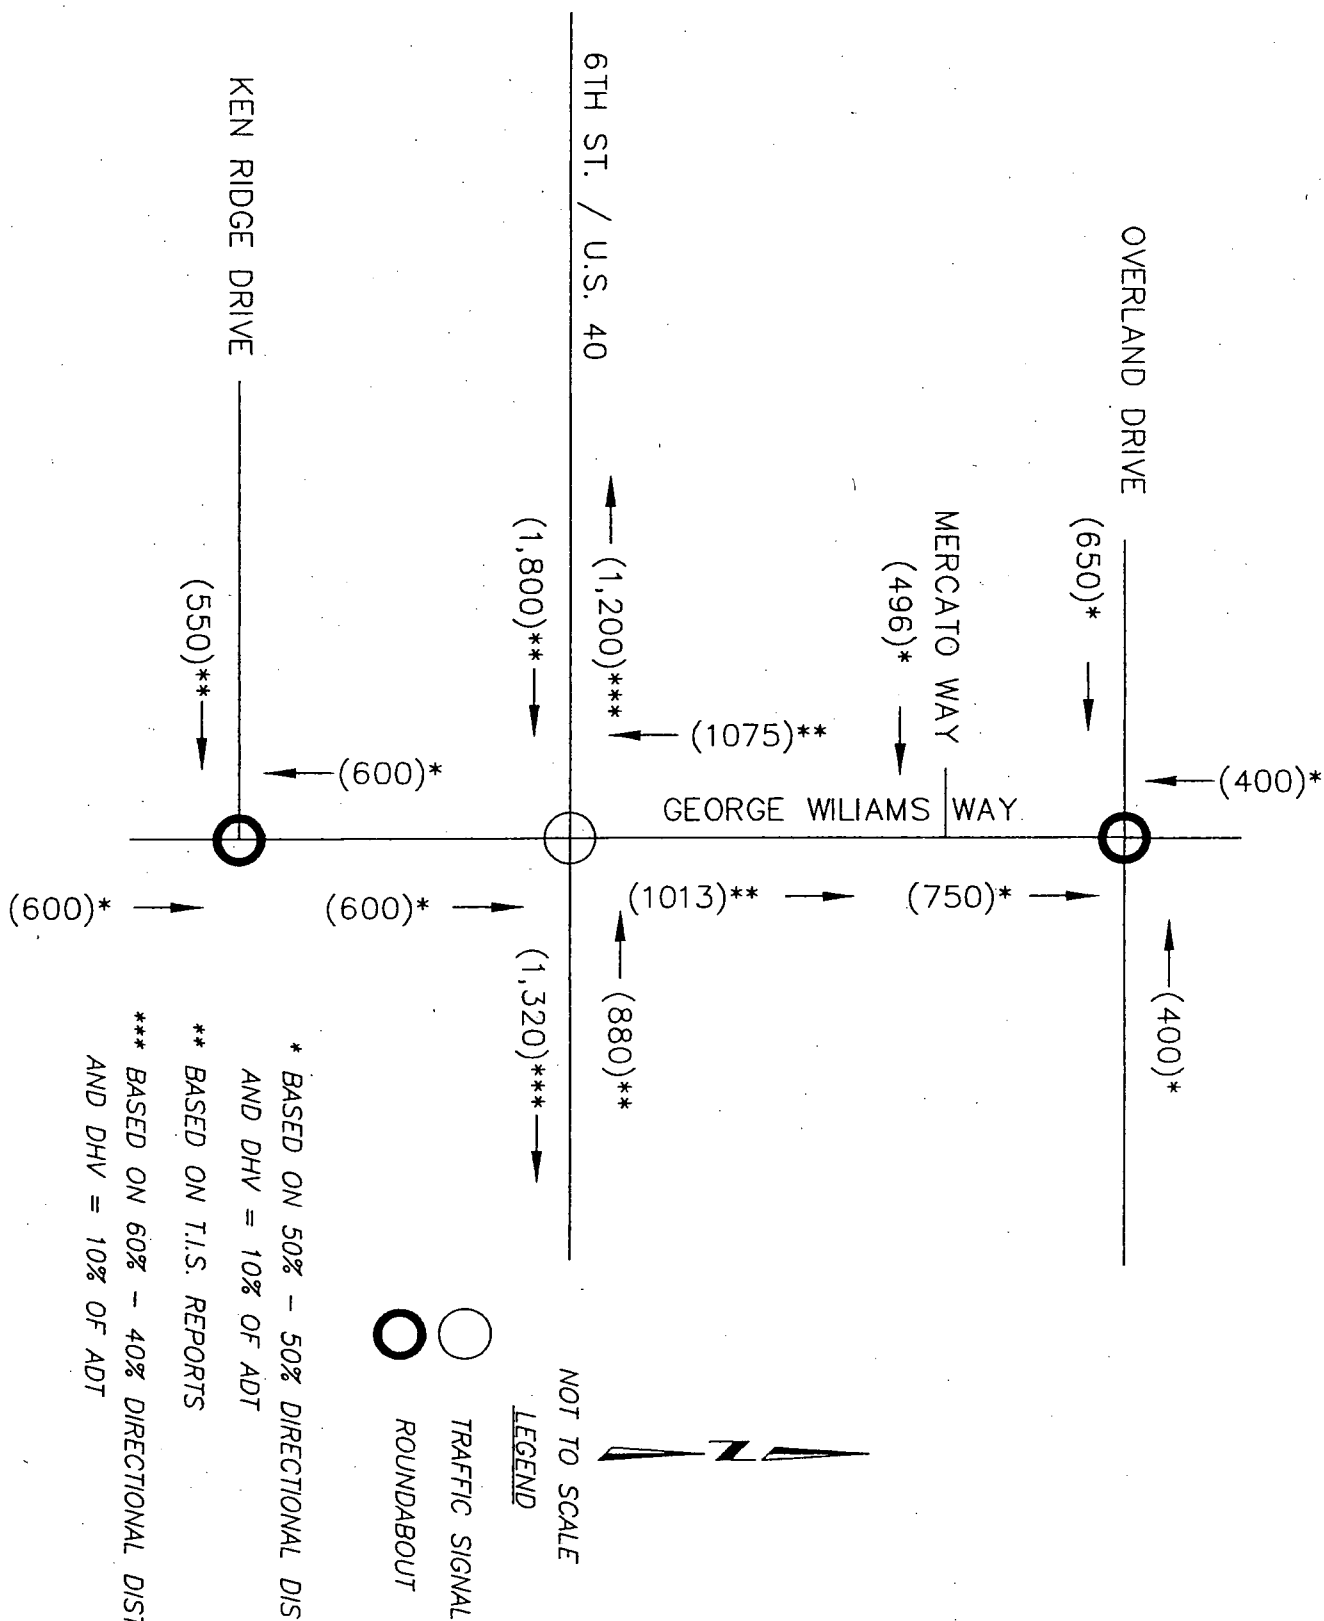 OVERLAND DRIVE
(650)*
(400)*
(400)*
MERCATO WAY
(496)*
GEORGE WILIAMS WAY
(750)*
(1013)**
(1075)**
6TH ST. / U.S. 40
(1,200)***
(1,800)**
(880)**
(1,320)***
(600)*
KEN RIDGE DRIVE
(550)**
(600)*
(600)*
N
NOT TO SCALE
LEGEND
TRAFFIC SIGNAL
ROUNDABOUT
* BASED ON 50% - 50% DIRECTIONAL DIS
AND DHV = 10% OF ADT
** BASED ON T.I.S. REPORTS
*** BASED ON 60% - 40% DIRECTIONAL DIST
AND DHV = 10% OF ADT